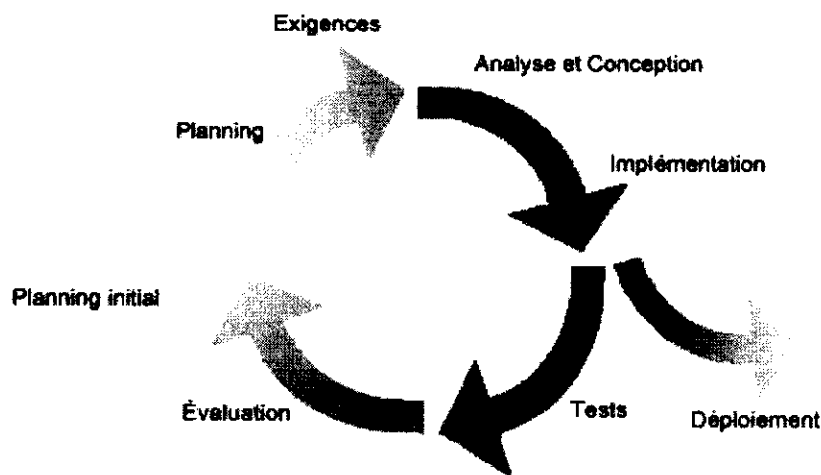 Exigences
Analyse et Conception
Planning
Implémentation
Planning initial
Évaluation
Tests
Déploiement